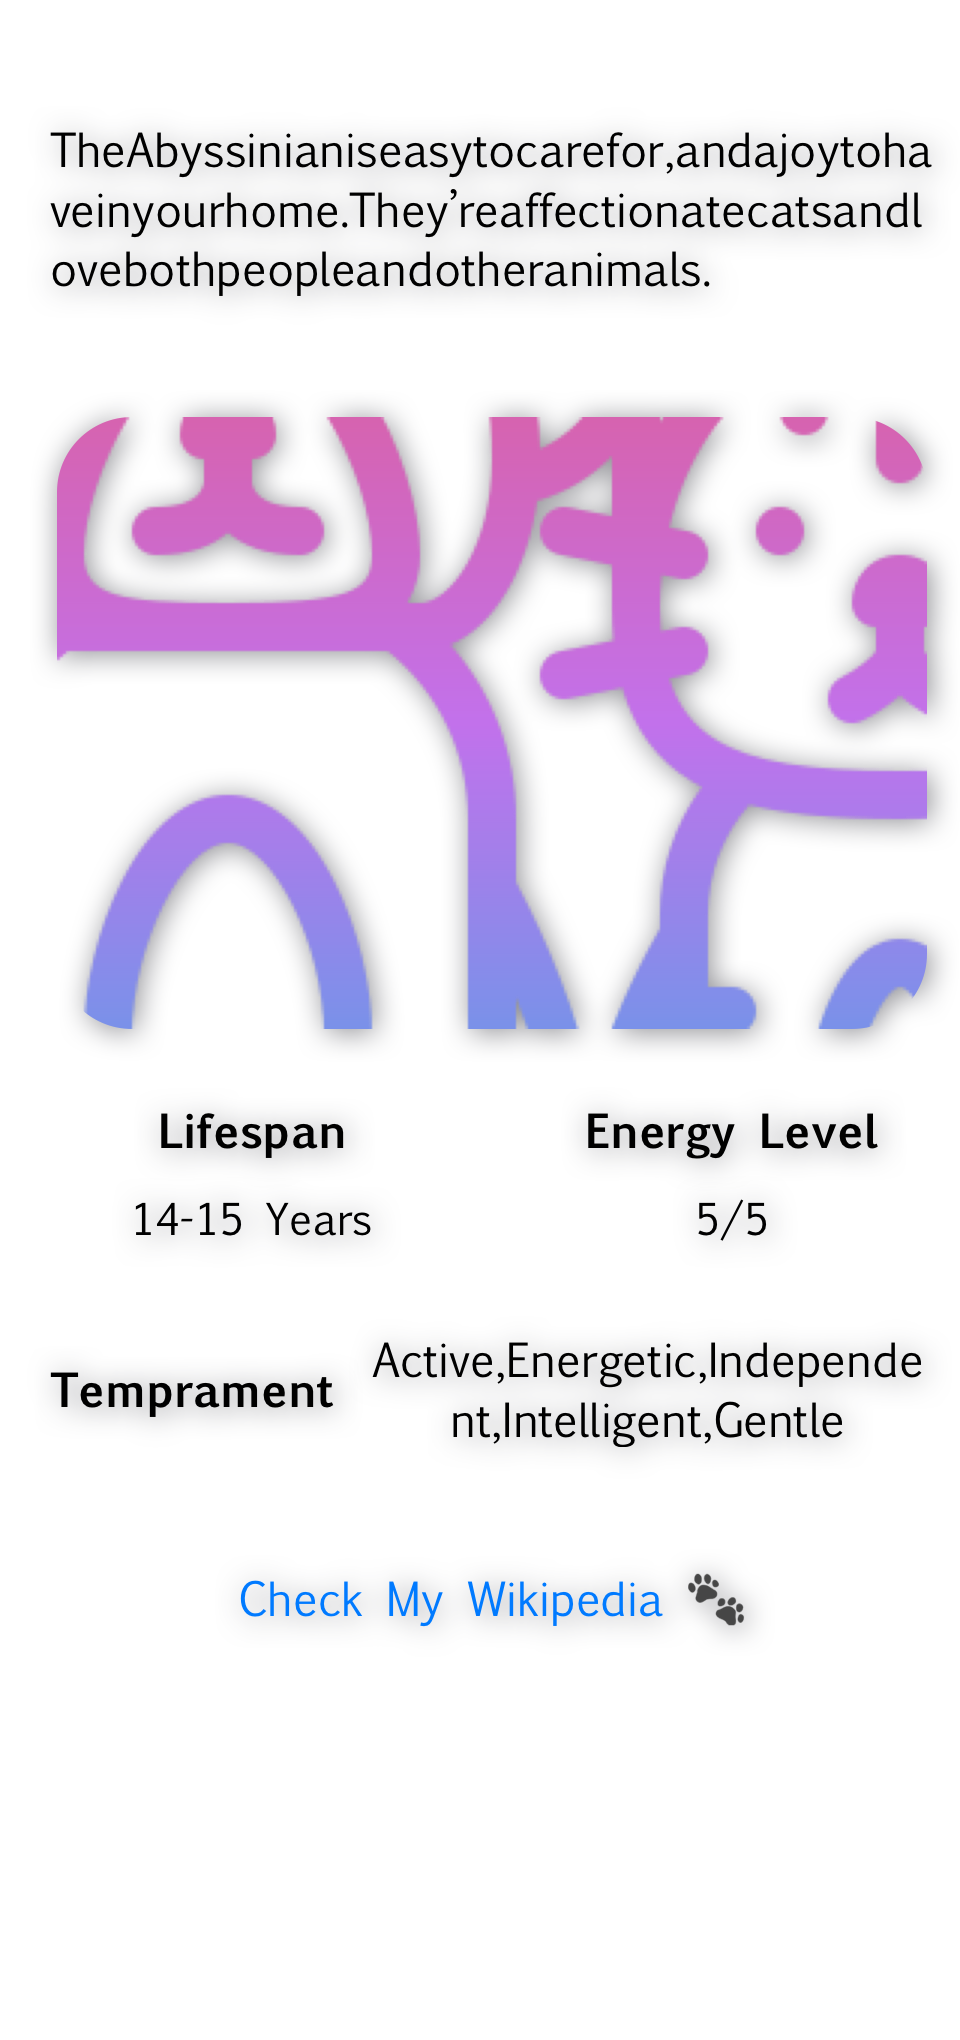 TheAbyssinianiseasytocarefor,andajoytoha
veinyourhome.They’reaffectionatecatsandl
ovebothpeopleandotheranimals.
Lifespan
Energy Level
14-15 Years
5/5
Temprament
Active,Energetic,Independe
nt,Intelligent,Gentle
Check My Wikipedia 🐾